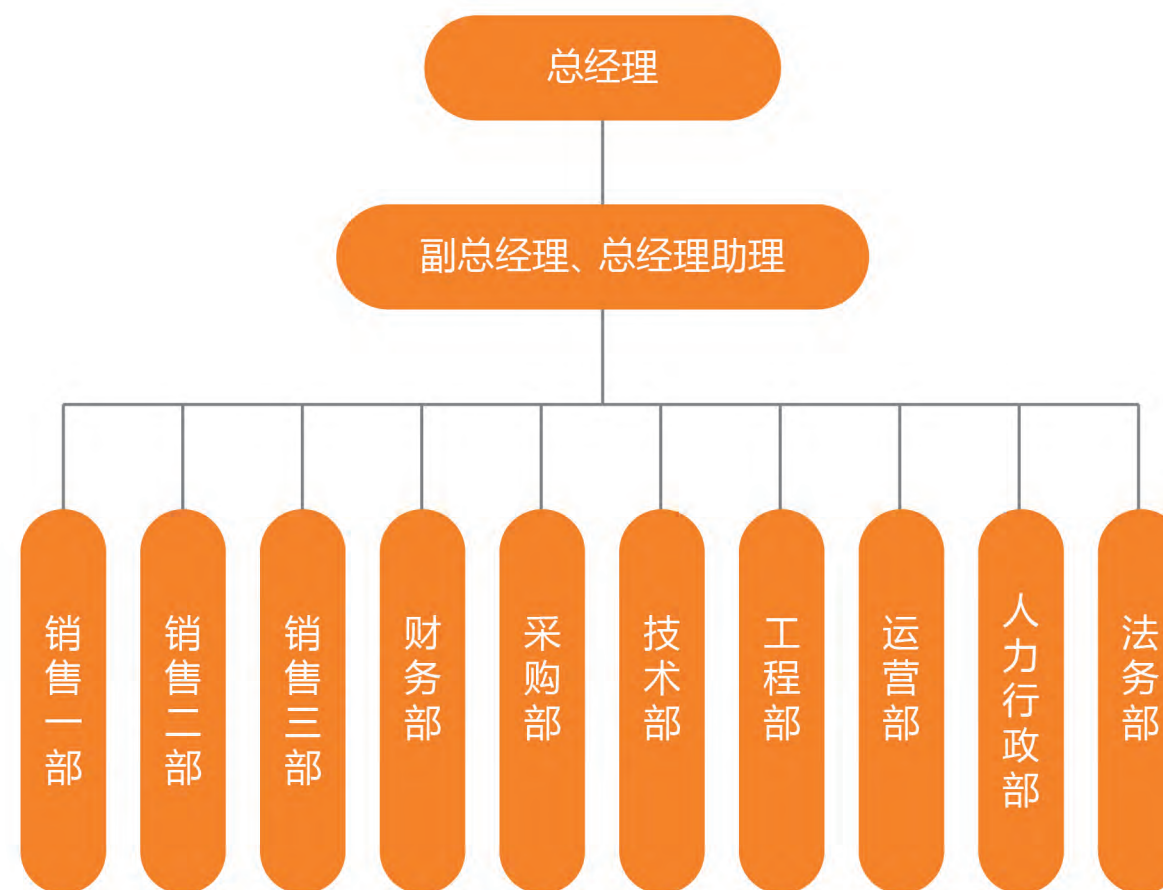 总经理
副总经理、总经理助理
销售一部
销售二部
销售三部
财务部
采购部
技术部
工程部
运营部
人力行政部
法务部